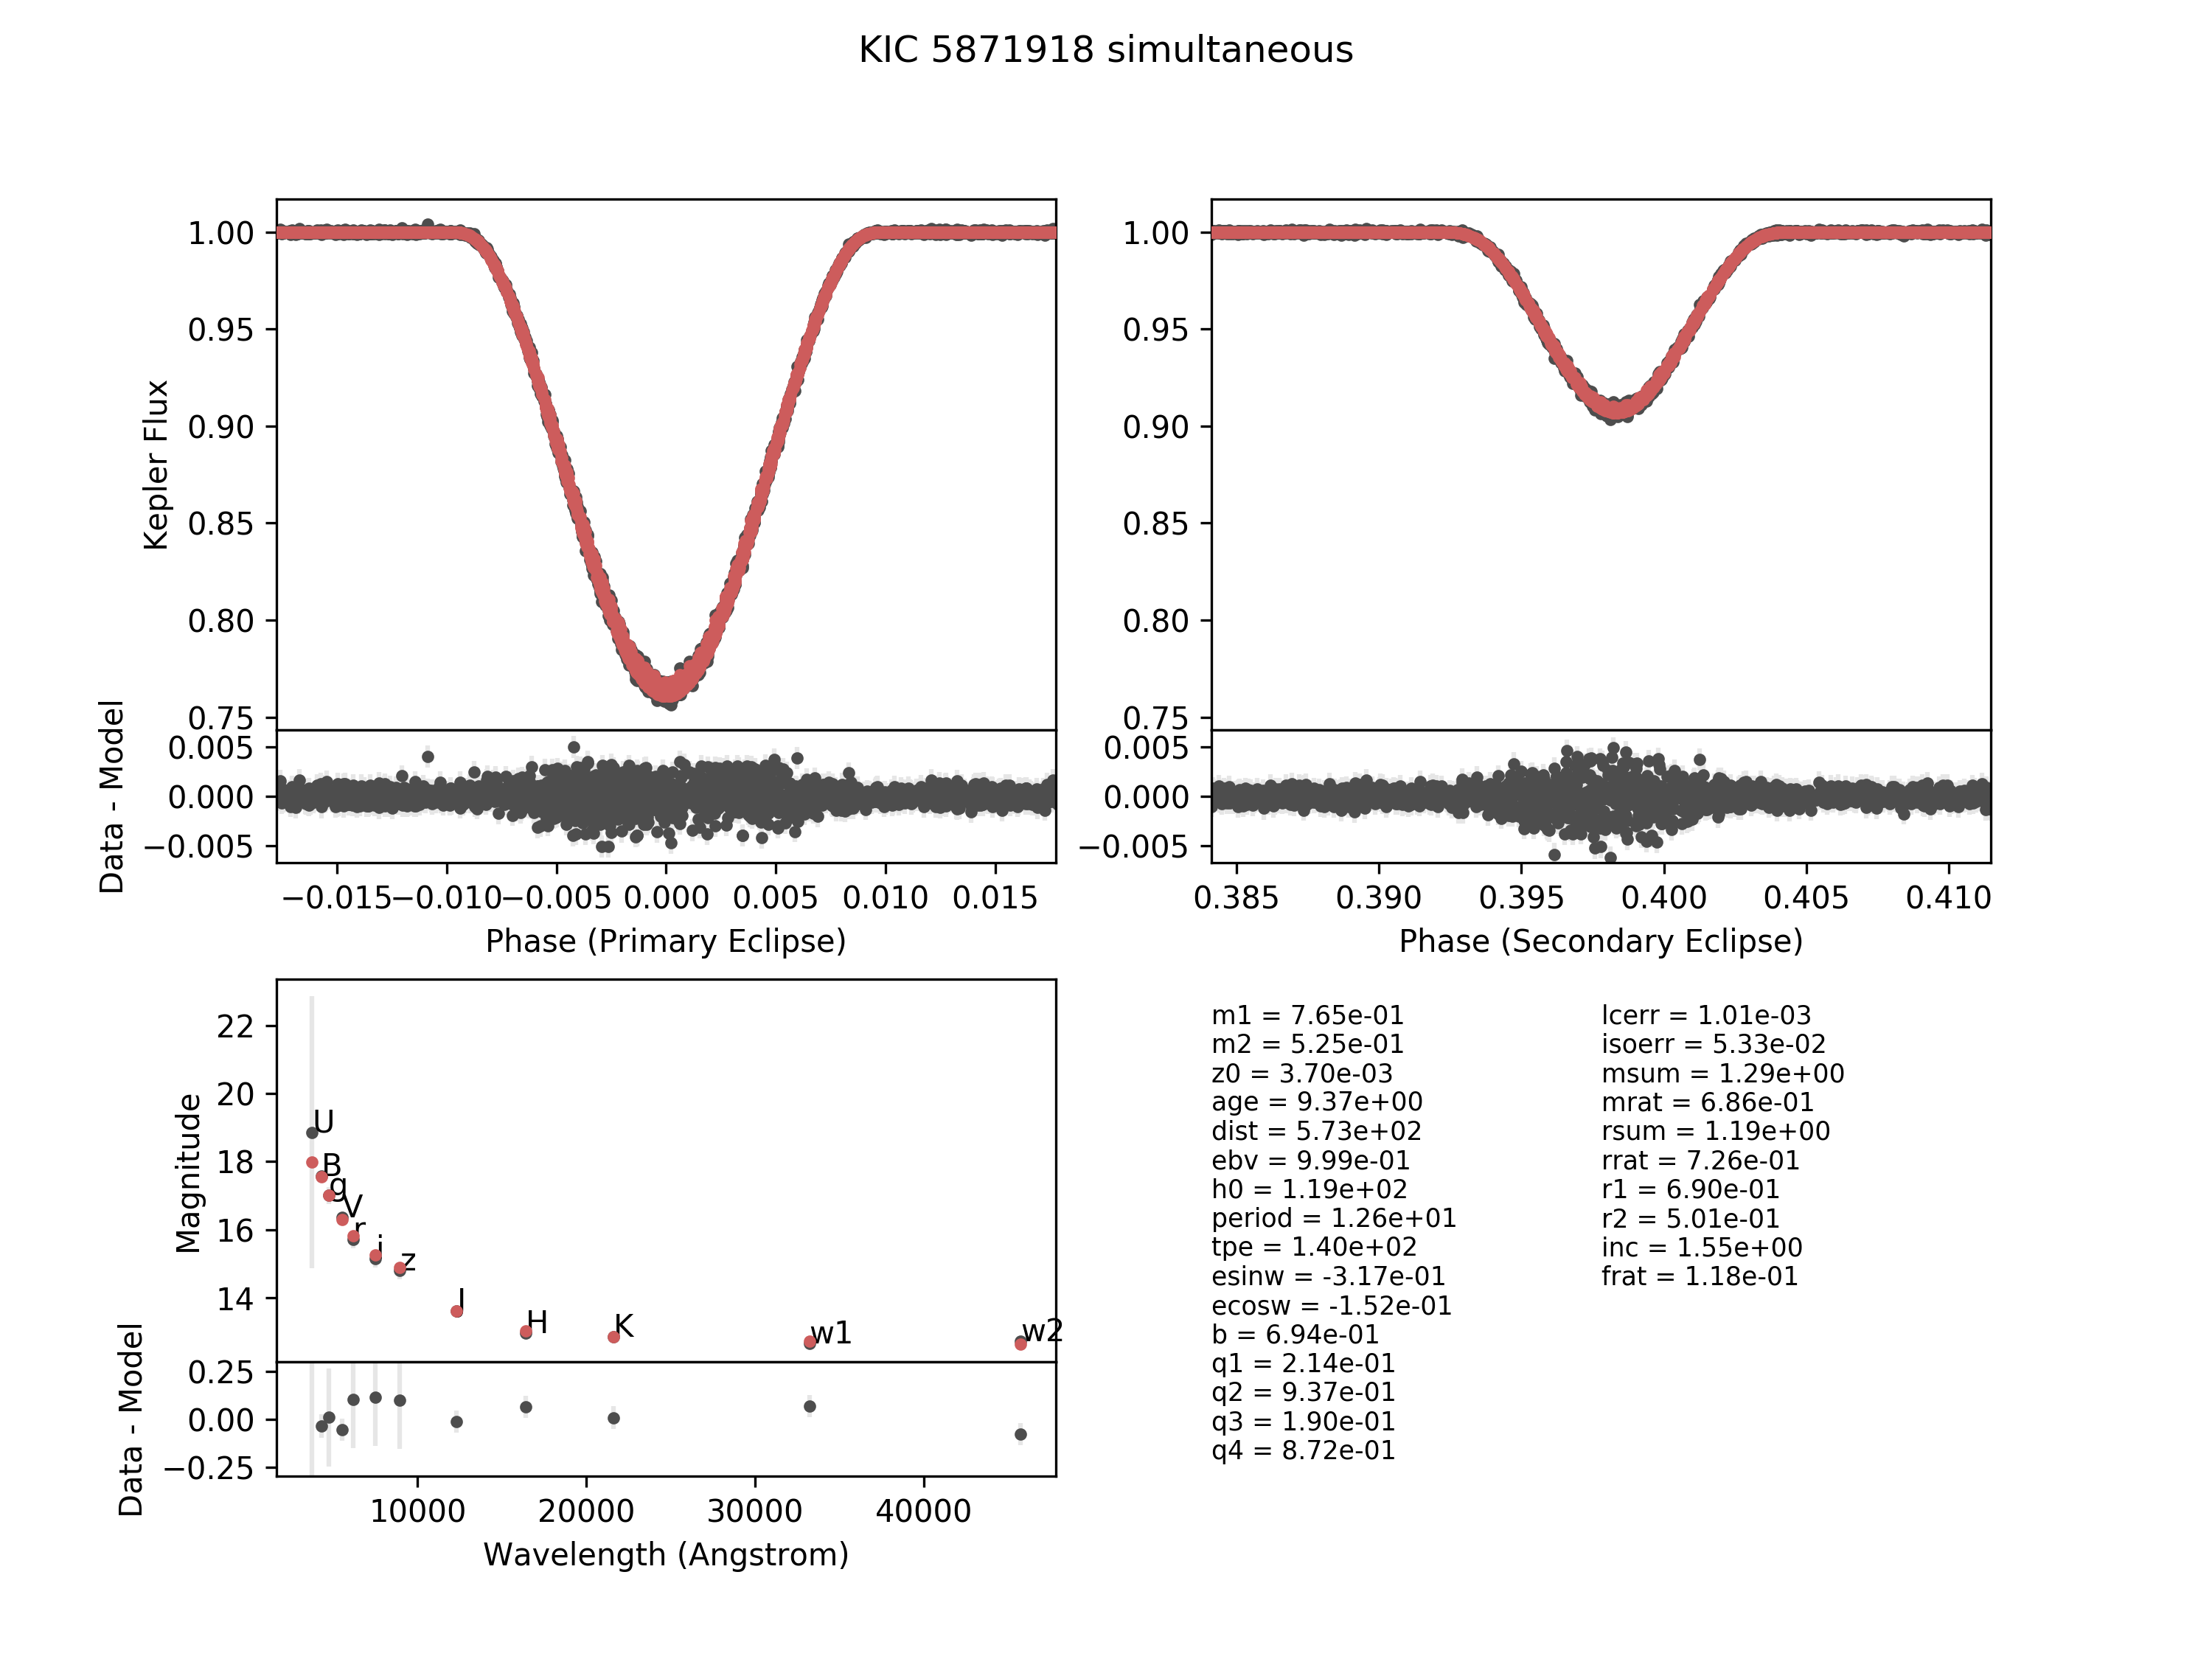 KIC 5871918 simultaneous
Kepler Flux
1.00
0.95
0.90
0.85
0.80
0.75
Data - Model
0.005
0.000
−0.005
−0.015 −0.010 −0.005 0.000 0.005 0.010 0.015
Phase (Primary Eclipse)
1.00
0.95
0.90
0.85
0.80
0.75
0.005
0.000
−0.005
0.385 0.390 0.395 0.400 0.405 0.410
Phase (Secondary Eclipse)
Magnitude
22
20
18
16
14
U
B
g
V
r
i
z
J
H
K
w1
w2
Data - Model
0.25
0.00
−0.25
10000 20000 30000 40000
Wavelength (Angstrom)
m1 = 7.65e-01
m2 = 5.25e-01
z0 = 3.70e-03
age = 9.37e+00
dist = 5.73e+02
ebv = 9.99e-01
h0 = 1.19e+02
period = 1.26e+01
tpe = 1.40e+02
esinw = -3.17e-01
ecosw = -1.52e-01
b = 6.94e-01
q1 = 2.14e-01
q2 = 9.37e-01
q3 = 1.90e-01
q4 = 8.72e-01
lcerr = 1.01e-03
isoerr = 5.33e-02
msum = 1.29e+00
mrat = 6.86e-01
rsum = 1.19e+00
rrat = 7.26e-01
r1 = 6.90e-01
r2 = 5.01e-01
inc = 1.55e+00
frat = 1.18e-01